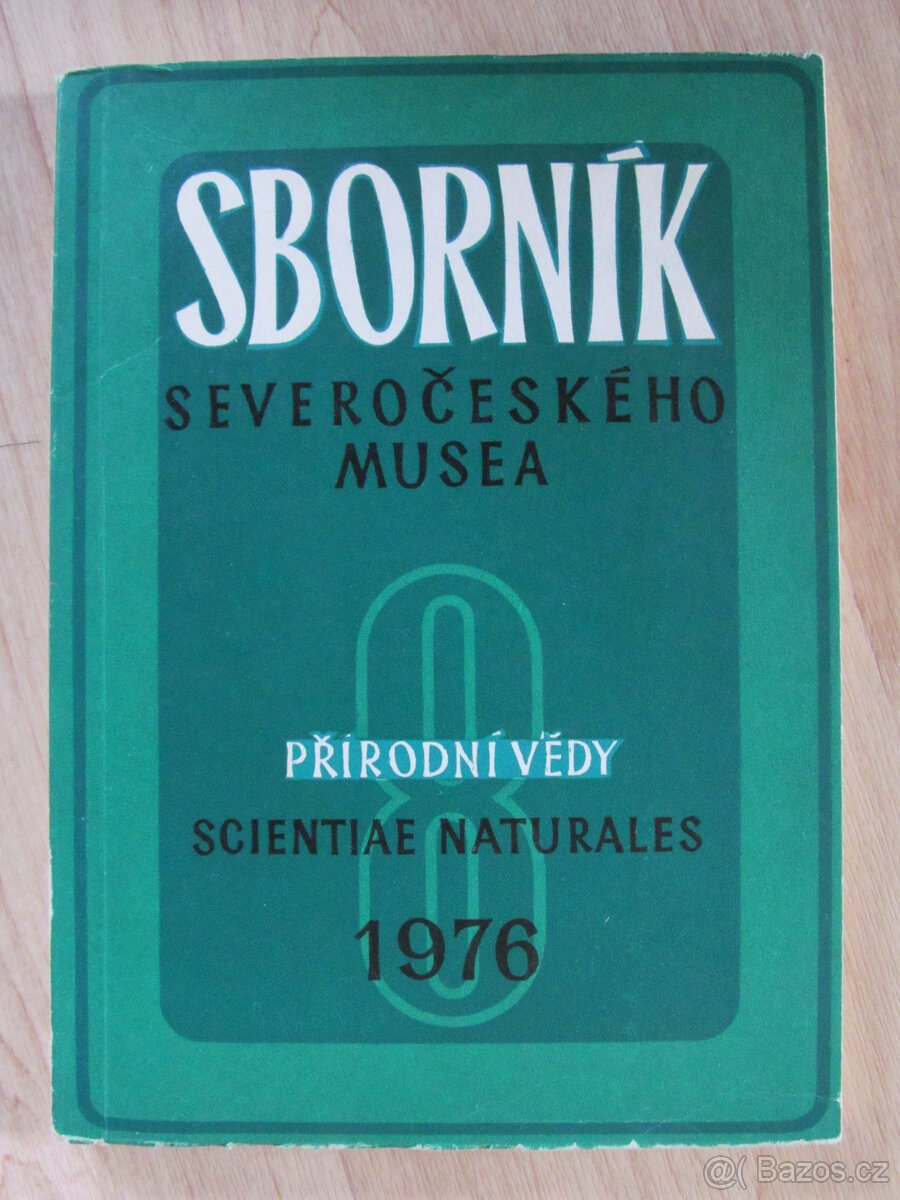 SBORNÍK
SEVEROČESKÉHO
MUSEA
8
PŘÍRODNÍ VĚDY
SCIENTIAE NATURALES
1976
@( Bazos.cz